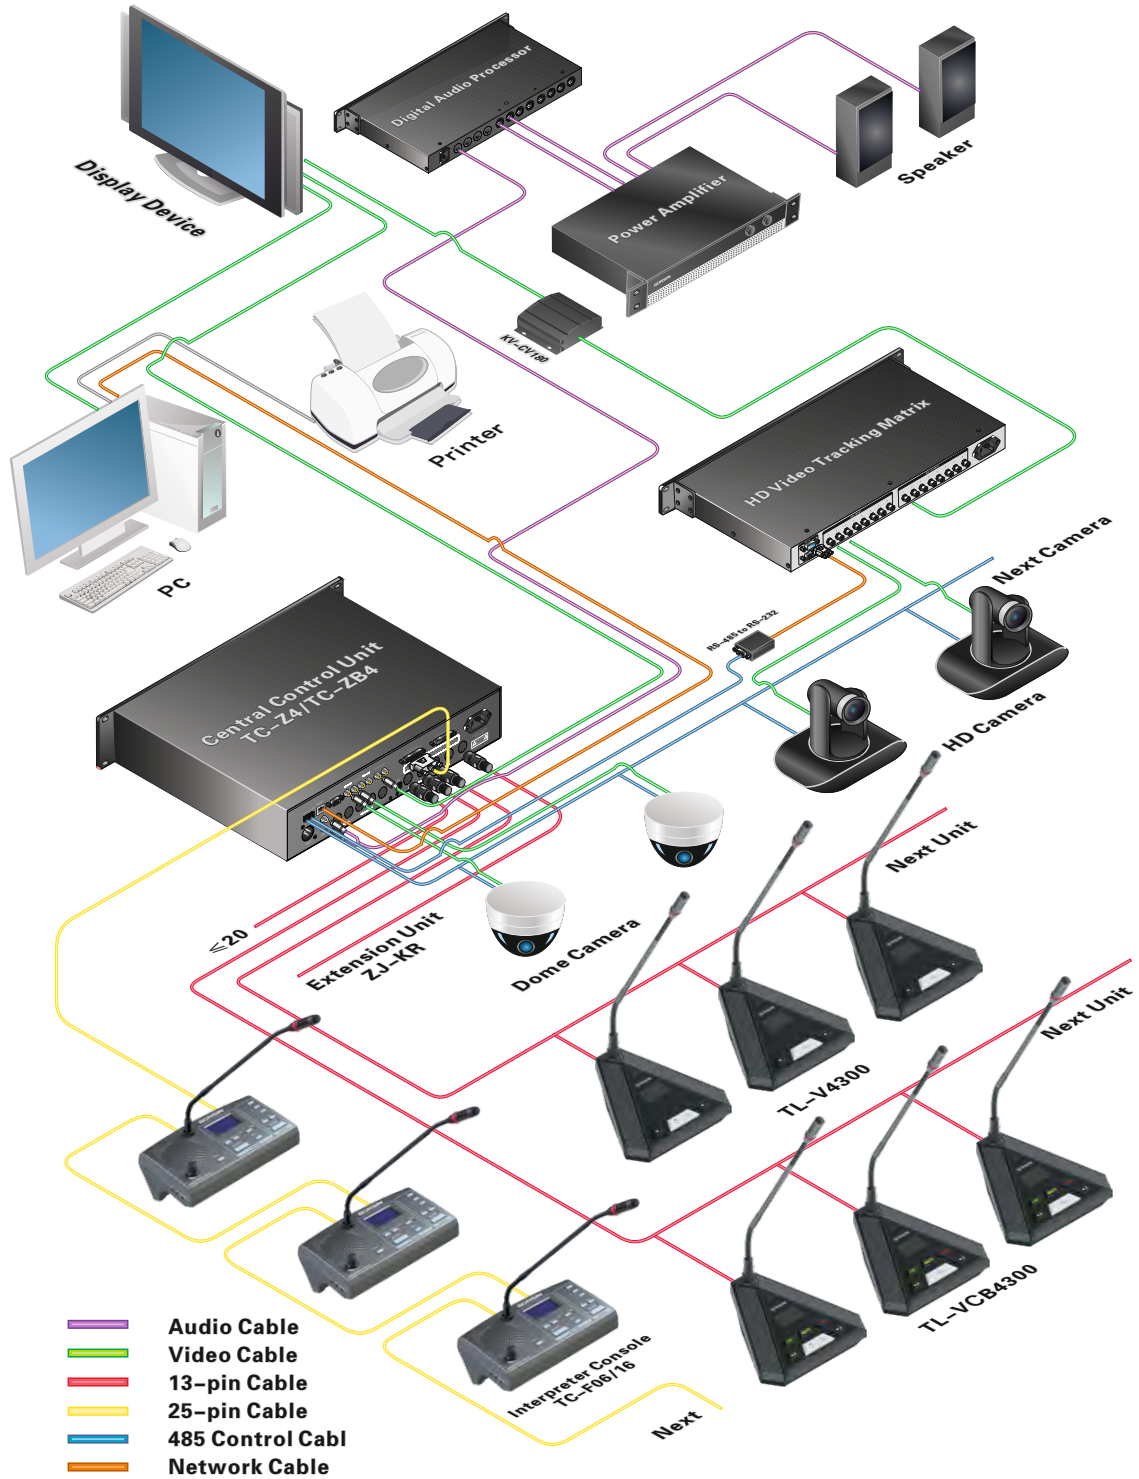 Digital Audio Processor
Display Device
Speaker
Power Amplifier
KV-CV180
Printer
HD Video Tracking Matrix
PC
Next Camera
RS-485 to RS-232
Central Control Unit
TC-Z4/TC-ZB4
HD Camera
Next Unit
≤20
Extension Unit
ZJ-KR
Dome Camera
Next Unit
TL-V4300
TL-VCB4300
Interpreter Console
TC-F06/16
Next
Audio Cable
Video Cable
13-pin Cable
25-pin Cable
485 Control Cabl
Network Cable